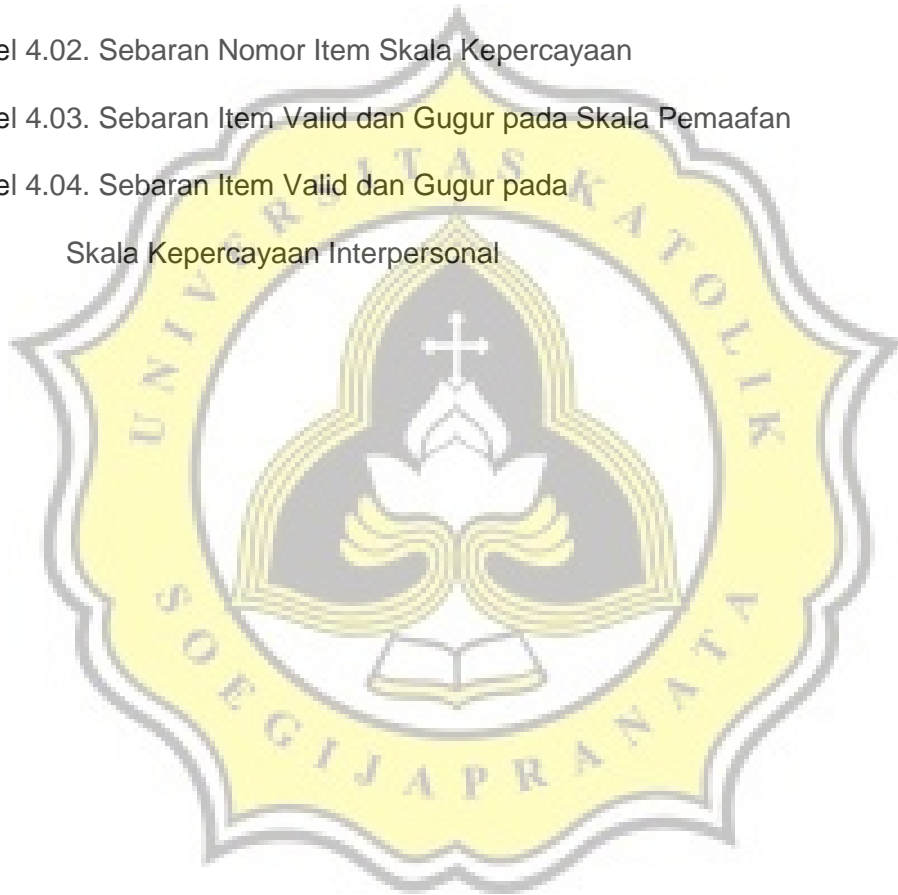 el 4.02. Sebaran Nomor Item Skala Kepercayaan
el 4.03. Sebaran Item Valid dan Gugur pada Skala Pemaafan
el 4.04. Sebaran Item Valid dan Gugur pada
Skala Kepercayaan Interpersonal
UNIVERSITAS KATOLIK
SOEGIJAPRANATA